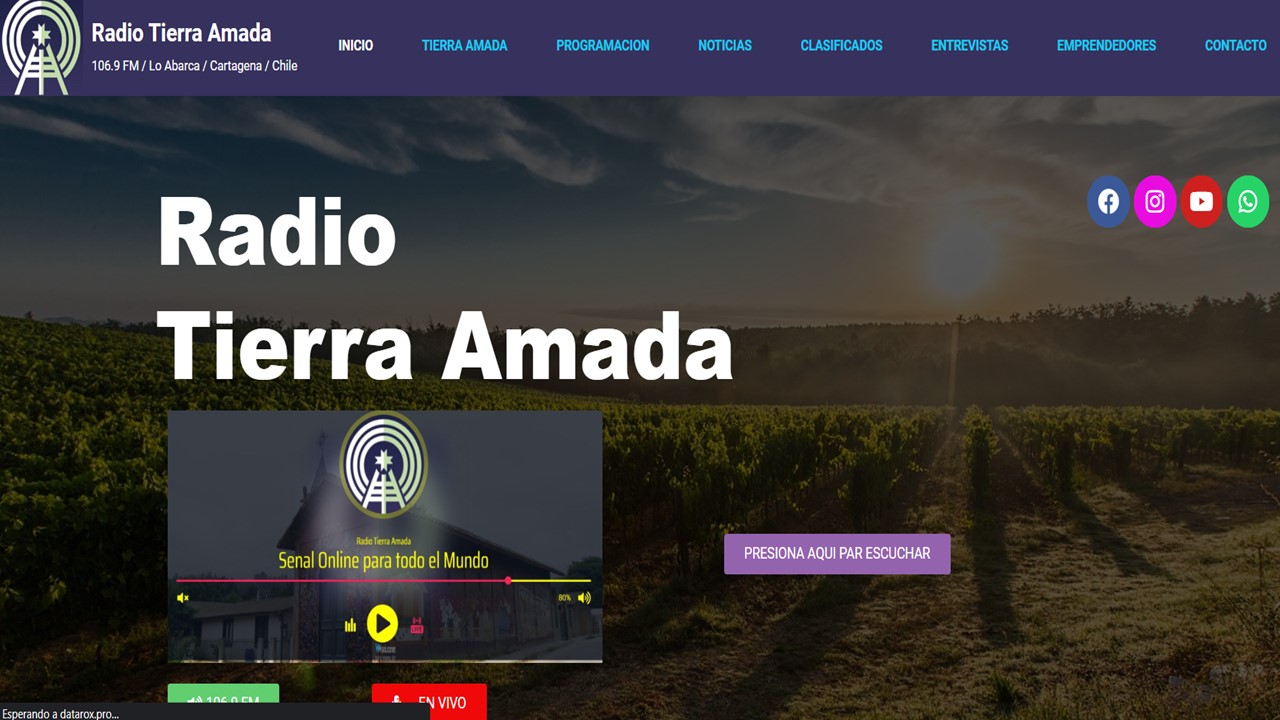 Radio Tierra Amada
106.9 FM / Lo Abarca / Cartagena / Chile
INICIO
TIERRA AMADA
PROGRAMACION
NOTICIAS
CLASIFICADOS
ENTREVISTAS
EMPRENDEDORES
CONTACTO
Radio
Tierra Amada
Radio Tierra Amada
Senal Online para todo el Mundo
80%
LIVE
PRESIONA AQUI PAR ESCUCHAR
106.9 FM
EN VIVO
Esperando a datarox.pro...